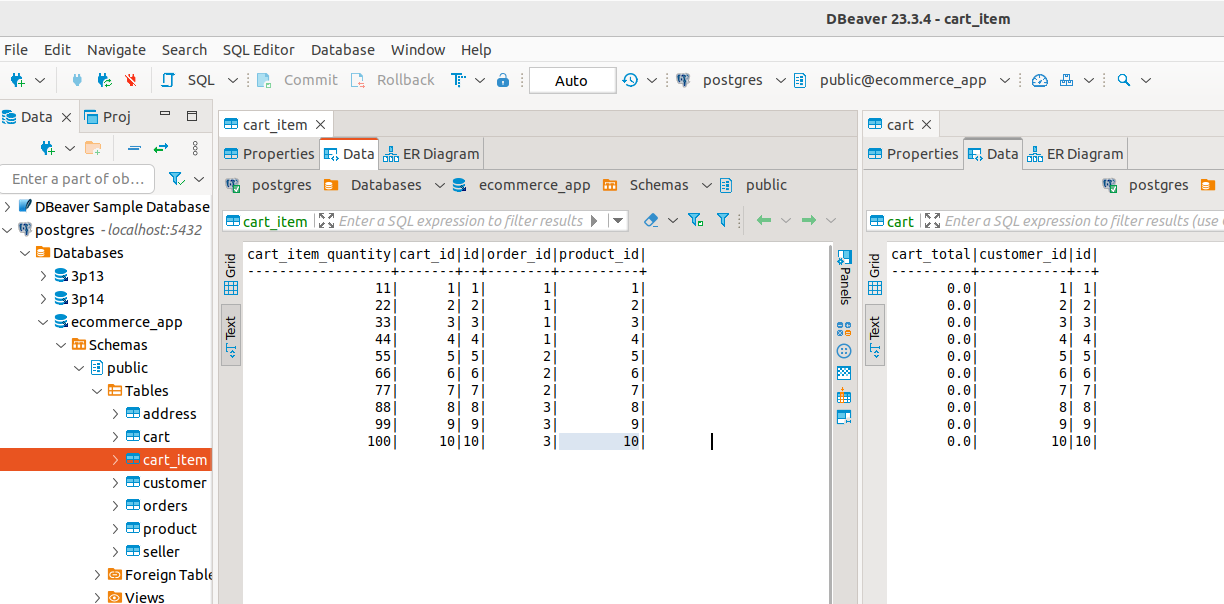 DBeaver 23.3.4 - cart_item
File Edit Navigate Search SQL Editor Database Window Help
SQL Commit Rollback Auto postgres public@ecommerce_app
Data Proj
Enter a part of ob...
DBeaver Sample Database
postgres - localhost:5432
Databases
3p13
3p14
ecommerce_app
Schemas
public
Tables
address
cart
cart_item
customer
orders
product
seller
Foreign Table
Views
cart_item
Properties Data ER Diagram
postgres Databases ecommerce_app Schemas public
cart_item Enter a SQL expression to filter results
Grid
Text
cart_item_quantity|cart_id|id|order_id|product_id|
------------------+-------+--+--------+----------+
11| 1| 1| 1| 1|
22| 2| 2| 1| 2|
33| 3| 3| 1| 3|
44| 4| 4| 1| 4|
55| 5| 5| 2| 5|
66| 6| 6| 2| 6|
77| 7| 7| 2| 7|
88| 8| 8| 3| 8|
99| 9| 9| 3| 9|
100| 10|10| 3| 10|
Panels
cart
Properties Data ER Diagram
postgres
cart Enter a SQL expression to filter results (use
Grid
Text
cart_total|customer_id|id|
----------+-----------+--+
0.0| 1| 1|
0.0| 2| 2|
0.0| 3| 3|
0.0| 4| 4|
0.0| 5| 5|
0.0| 6| 6|
0.0| 7| 7|
0.0| 8| 8|
0.0| 9| 9|
0.0| 10|10|